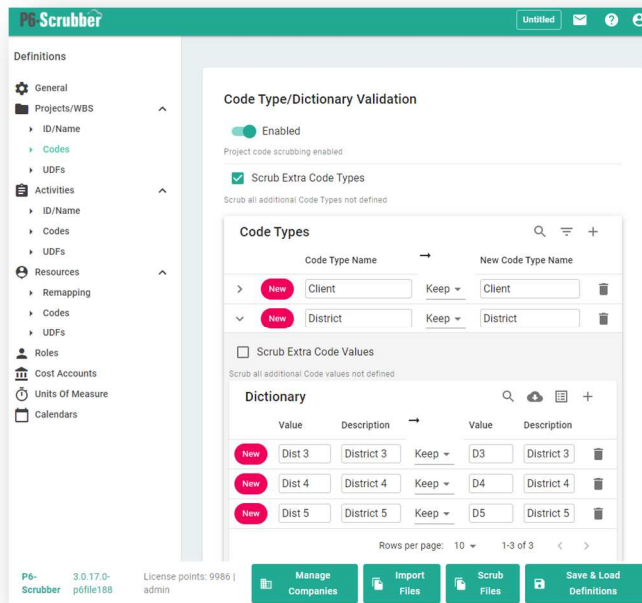 P6-Scrubber
Untitled
Definitions
General
Projects/WBS
ID/Name
Codes
UDFs
Activities
ID/Name
Codes
UDFs
Resources
Remapping
Codes
UDFs
Roles
Cost Accounts
Units Of Measure
Calendars
Code Type/Dictionary Validation
Enabled
Project code scrubbing enabled
Scrub Extra Code Types
Scrub all additional Code Types not defined
Code Types
Code Type Name → New Code Type Name
New Client Keep Client
New District Keep District
Scrub Extra Code Values
Scrub all additional Code values not defined
Dictionary
Value Description → Value Description
New Dist 3 District 3 Keep D3 District 3
New Dist 4 District 4 Keep D4 District 4
New Dist 5 District 5 Keep D5 District 5
Rows per page: 10 1-3 of 3
P6-Scrubber
3.0.17.0-p6file188
License points: 9986 |
admin
Manage
Companies
Import
Files
Scrub
Files
Save & Load
Definitions